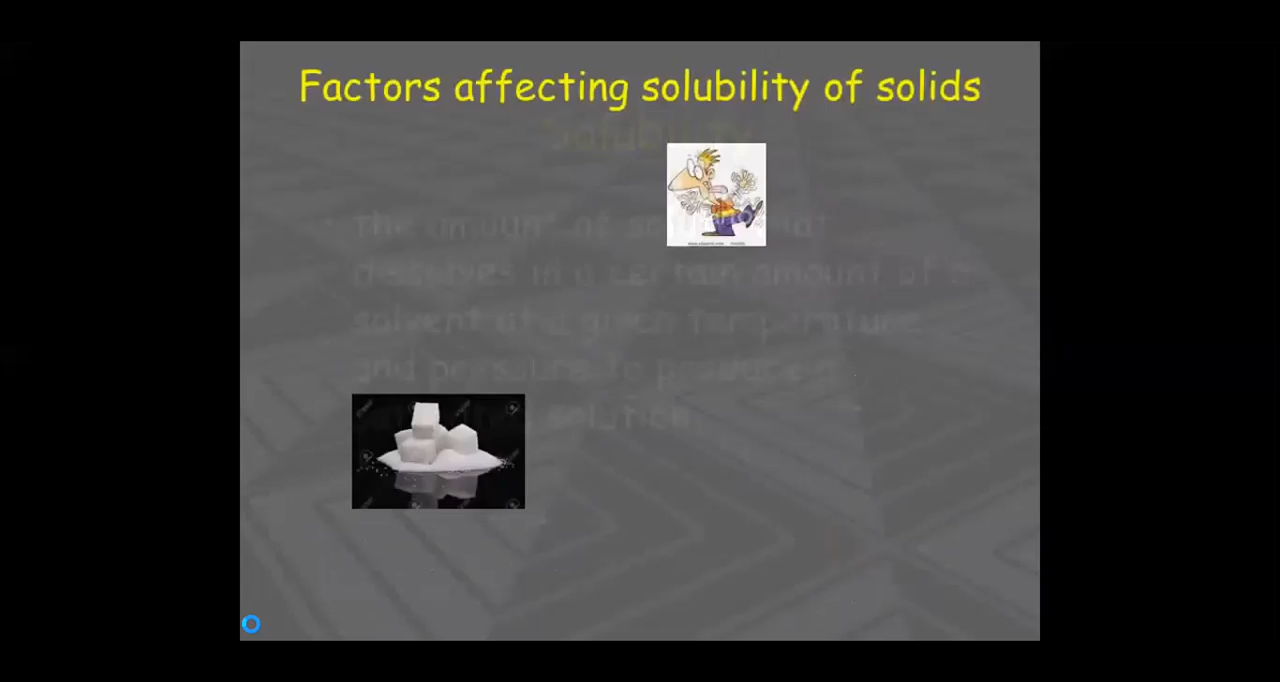 Factors affecting solubility of solids
Solubility
the amount of solute that
dissolves in a certain amount of a
solvent at a given temperature
and pressure to produce a
solution